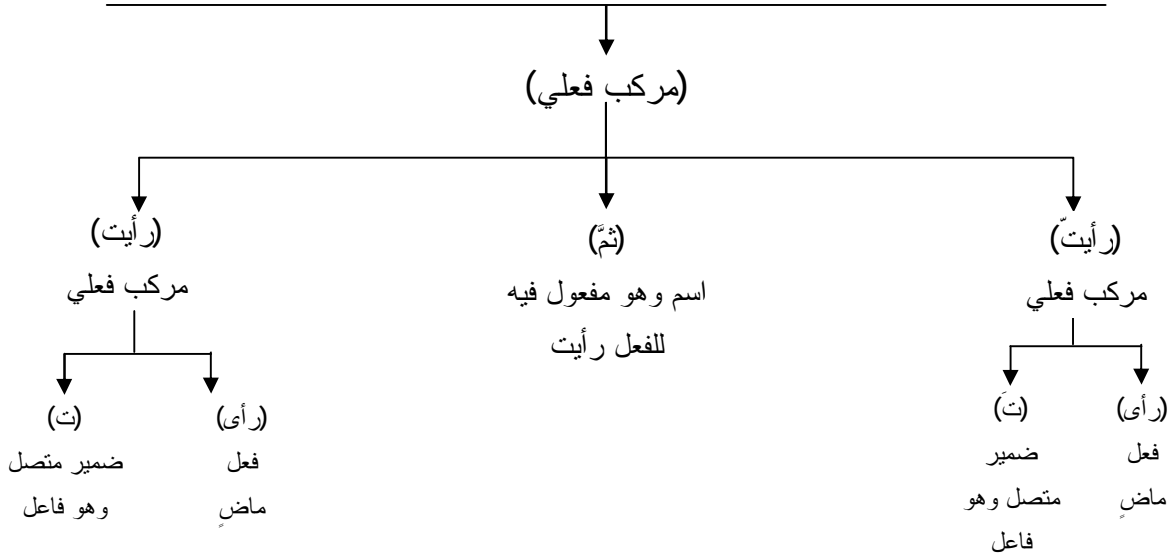 (مركب فعلي)
(رأيتّ)
مركب فعلي
(رأى)
فعل
ماضٍ
(تَ)
ضمير
متصل وهو
فاعل
(ثمَّ)
اسم وهو مفعول فيه
للفعل رأيت
(رأيت)
مركب فعلي
(رأى)
فعل
ماضٍ
(ت)
ضمير متصل
وهو فاعل